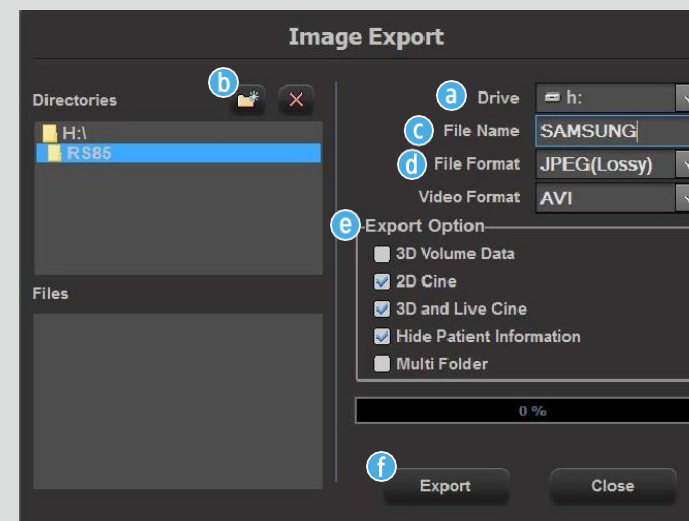 Image Export
b
Directories
H:\
RS85
Files
a Drive h:
c File Name SAMSUNG
d File Format JPEG(Lossy)
Video Format AVI
e Export Option
3D Volume Data
2D Cine
3D and Live Cine
Hide Patient Information
Multi Folder
0 %
f
Export Close